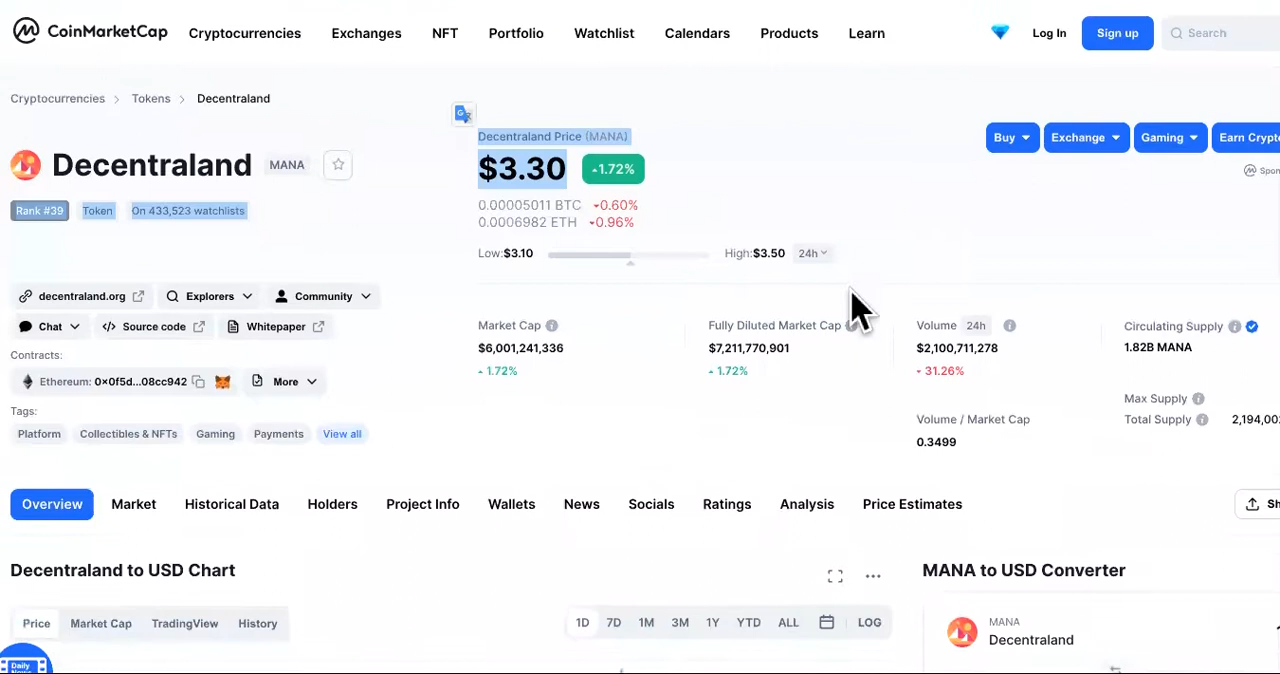 CoinMarketCap Cryptocurrencies Exchanges NFT Portfolio Watchlist Calendars Products Learn Log In Sign up Search
Cryptocurrencies > Tokens > Decentraland
Decentraland MANA
Rank #39 Token On 433,523 watchlists
Decentraland Price (MANA)
$3.30 1.72%
0.00005011 BTC 0.60%
0.0006982 ETH 0.96%
Low:$3.10 High:$3.50 24h
Buy Exchange Gaming Earn Crypto
decentraland.org Explorers Community
Chat Source code Whitepaper
Contracts:
Ethereum: 0x0f5d...08cc942 More
Tags:
Platform Collectibles & NFTs Gaming Payments View all
Market Cap
$6,001,241,336
1.72%
Fully Diluted Market Cap
$7,211,770,901
1.72%
Volume 24h
$2,100,711,278
31.26%
Volume / Market Cap
0.3499
Circulating Supply
1.82B MANA
Max Supply
Total Supply 2,194,00
Overview Market Historical Data Holders Project Info Wallets News Socials Ratings Analysis Price Estimates
Decentraland to USD Chart
Price Market Cap TradingView History
1D 7D 1M 3M 1Y YTD ALL LOG
MANA to USD Converter
MANA
Decentraland
Daily